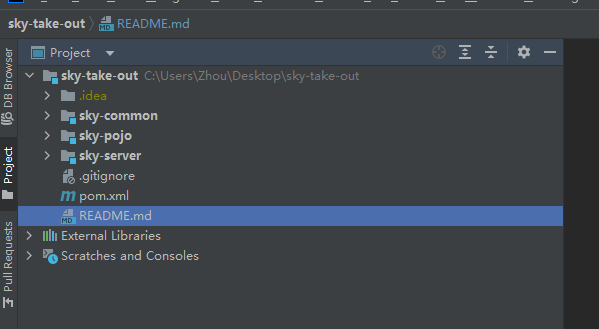 sky-take-out README.md
Project
sky-take-out C:\Users\Zhou\Desktop\sky-take-out
.idea
sky-common
sky-pojo
sky-server
.gitignore
pom.xml
README.md
External Libraries
Scratches and Consoles
DB Browser
Project
Pull Requests